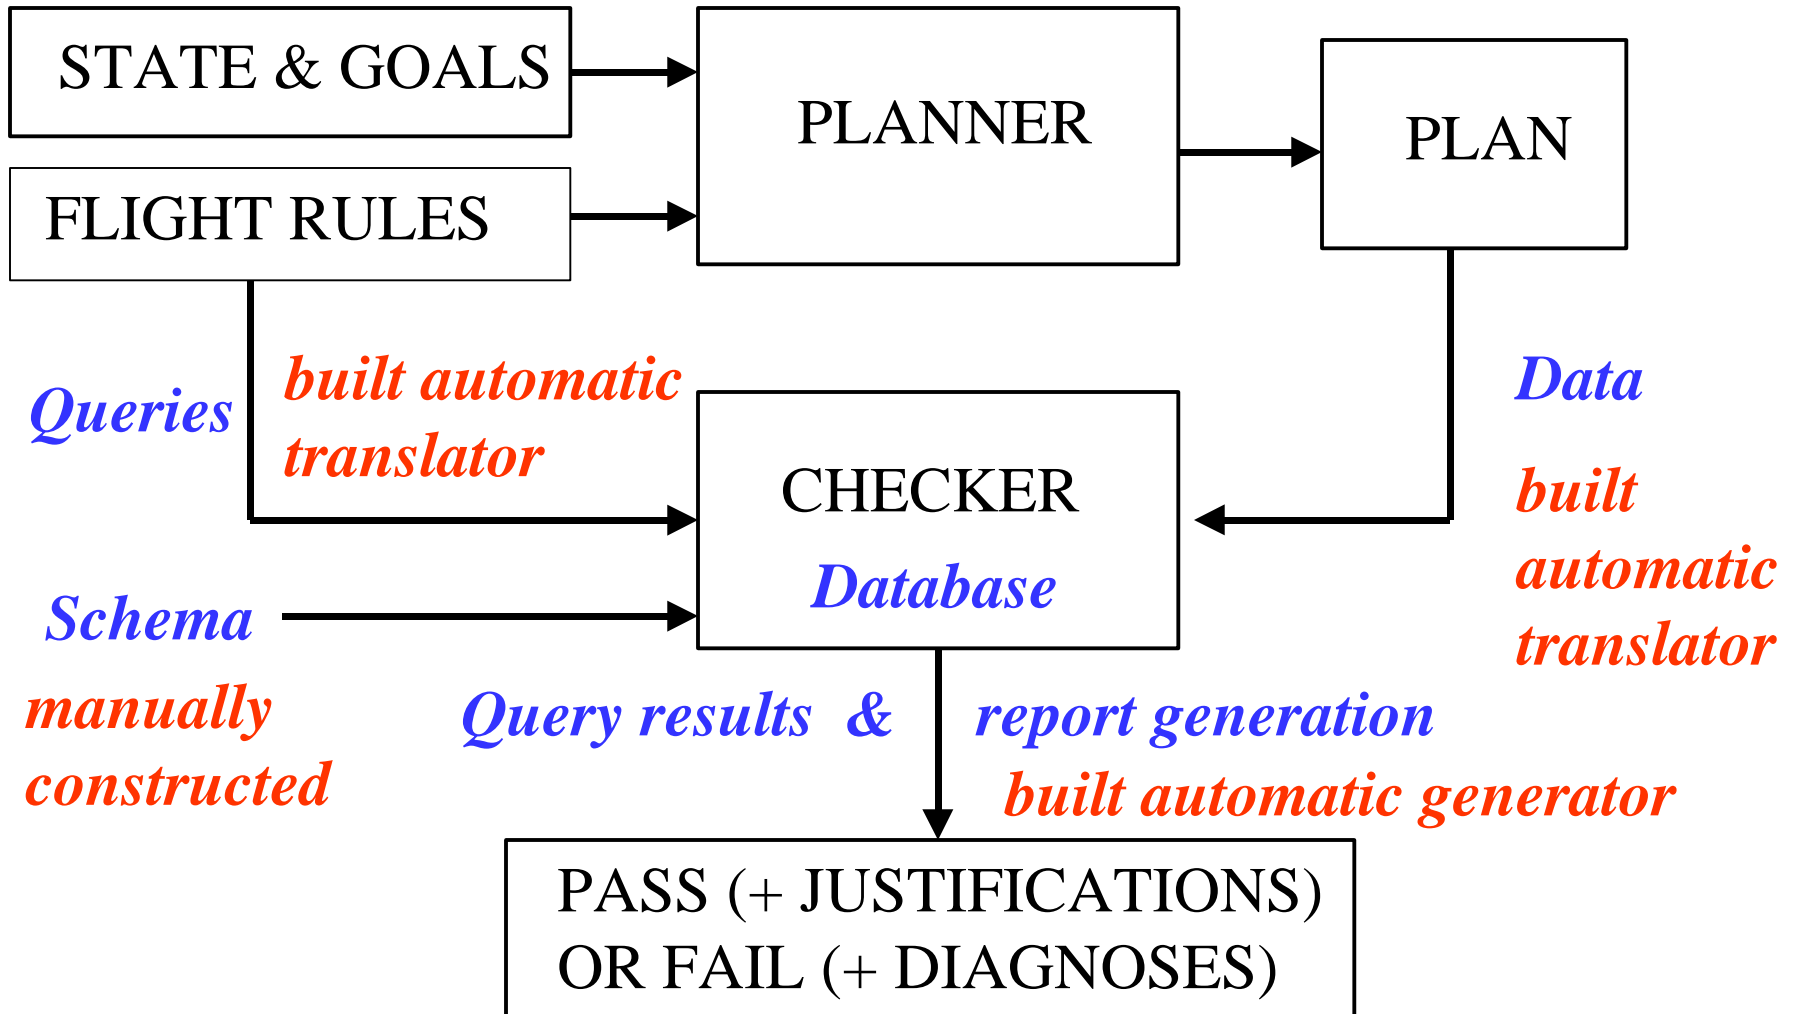 STATE & GOALS
PLANNER
PLAN
FLIGHT RULES
Queries
built automatic
translator
Data
built
automatic
translator
CHECKER
Database
Schema
manually
constructed
Query results & report generation
built automatic generator
PASS (+ JUSTIFICATIONS)
OR FAIL (+ DIAGNOSES)